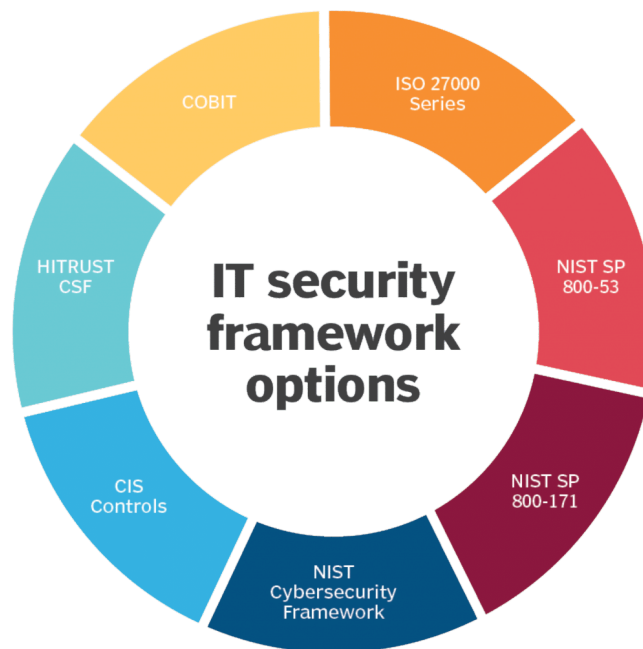 IT security
framework
options
ISO 27000
Series
NIST SP
800-53
NIST SP
800-171
NIST
Cybersecurity
Framework
CIS
Controls
HITRUST
CSF
COBIT